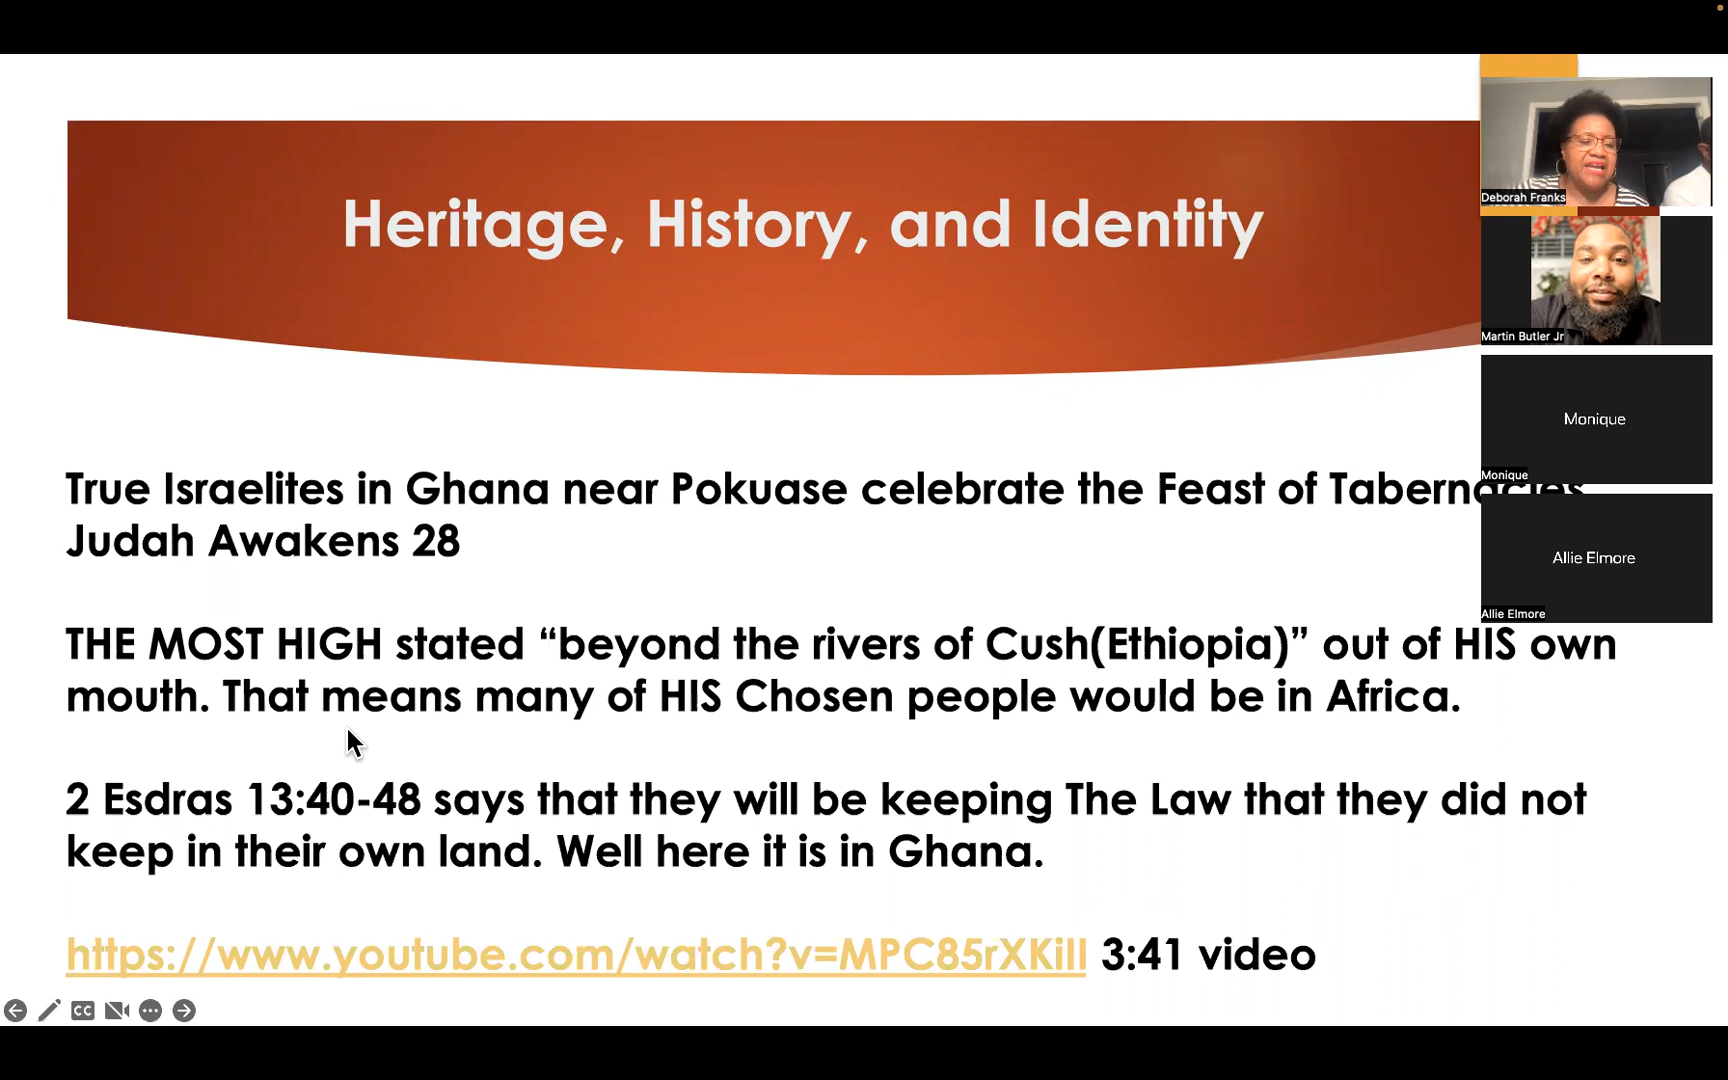 Heritage, History, and Identity
Deborah Franks
Martin Butler Jr
Monique
Monique
Allie Elmore
Allie Elmore
True Israelites in Ghana near Pokuase celebrate the Feast of Tabernacles
Judah Awakens 28
THE MOST HIGH stated “beyond the rivers of Cush(Ethiopia)” out of HIS own
mouth. That means many of HIS Chosen people would be in Africa.
2 Esdras 13:40-48 says that they will be keeping The Law that they did not
keep in their own land. Well here it is in Ghana.
https://www.youtube.com/watch?v=MPC85rXKiII 3:41 video
CC